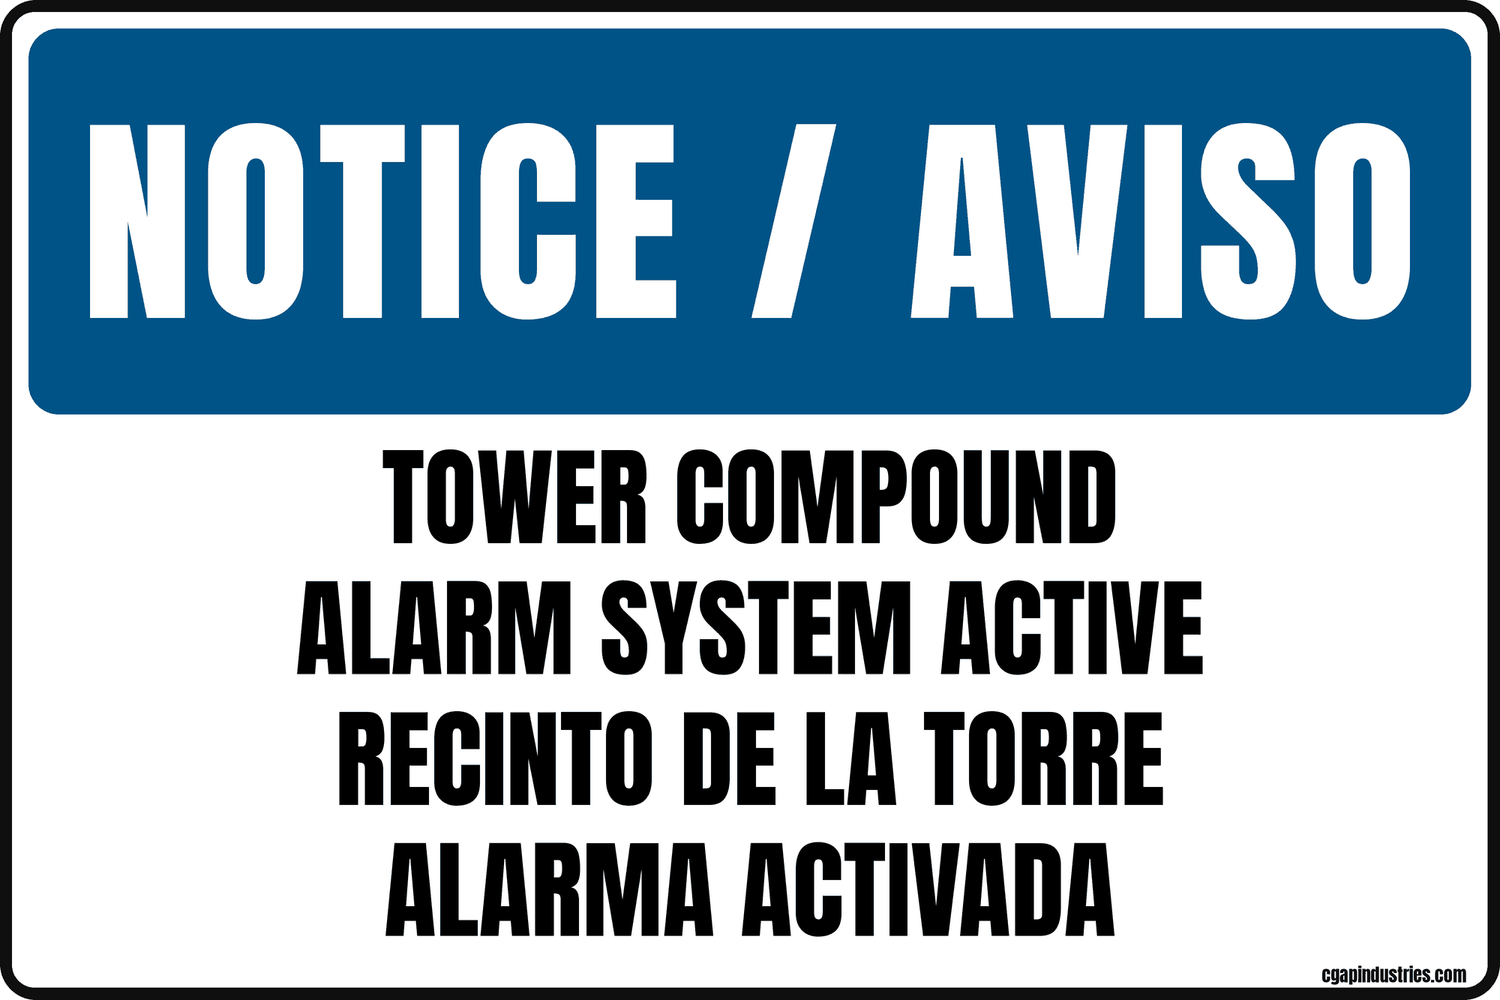 NOTICE / AVISO
TOWER COMPOUND
ALARM SYSTEM ACTIVE
RECINTO DE LA TORRE
ALARMA ACTIVADA
cgapindustries.com